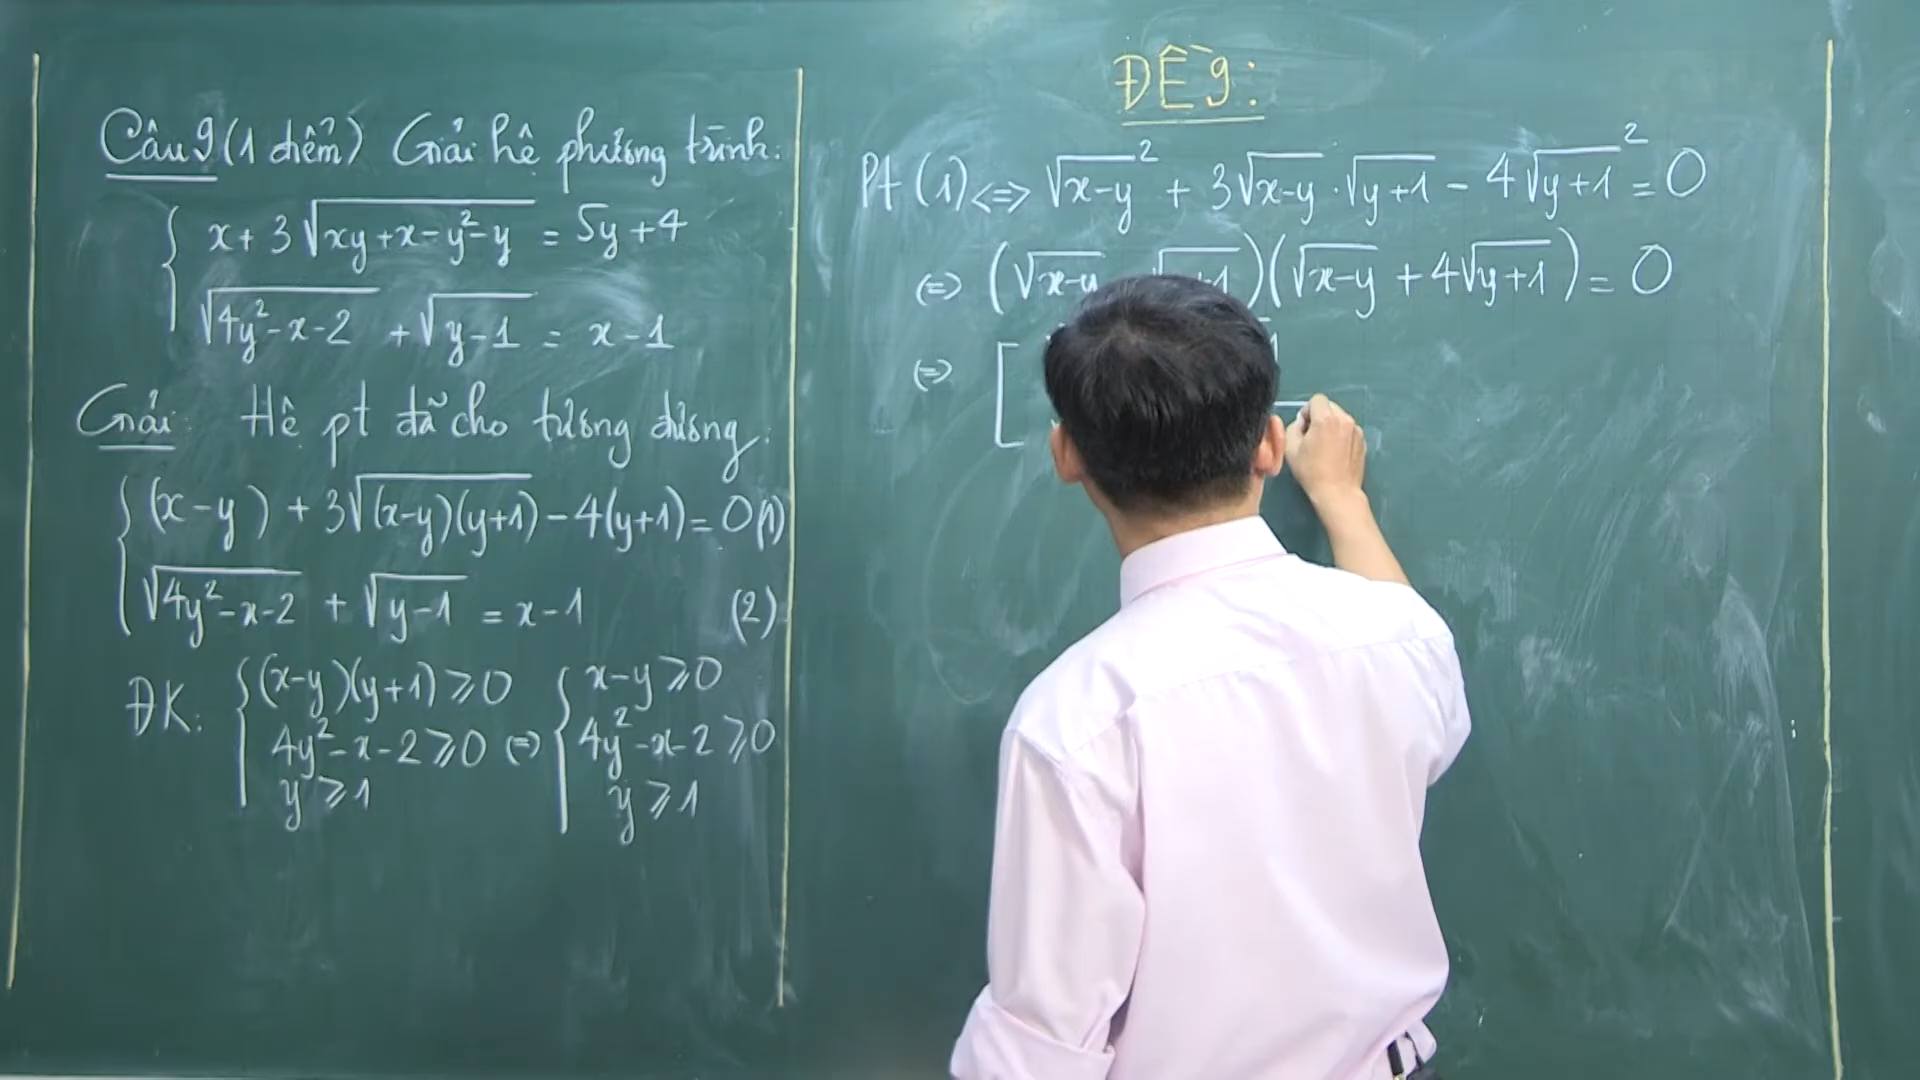 Câu 9 (1 điểm) Giải hệ phương trình:
{ x + 3√(xy+x−y²−y) = 5y+4
√(4y²−x−2) + √(y−1) = x−1
Giải: Hệ pt đã cho tương đương:
{ (x−y) + 3√((x−y)(y+1)) − 4(y+1) = 0 (1)
√(4y²−x−2) + √(y−1) = x−1 (2)
ĐK: { (x−y)(y+1) ⩾ 0 { x−y ⩾ 0
4y²−x−2 ⩾ 0 (=) 4y²−x−2 ⩾ 0
y ⩾ 1 y ⩾ 1
ĐỀ 9:
Pt (1) <=> √(x−y)² + 3√(x−y).√(y+1) − 4√(y+1)² = 0
(=) (√(x−y) √(+1))(√(x−y) + 4√(y+1)) = 0
(=) [ 1